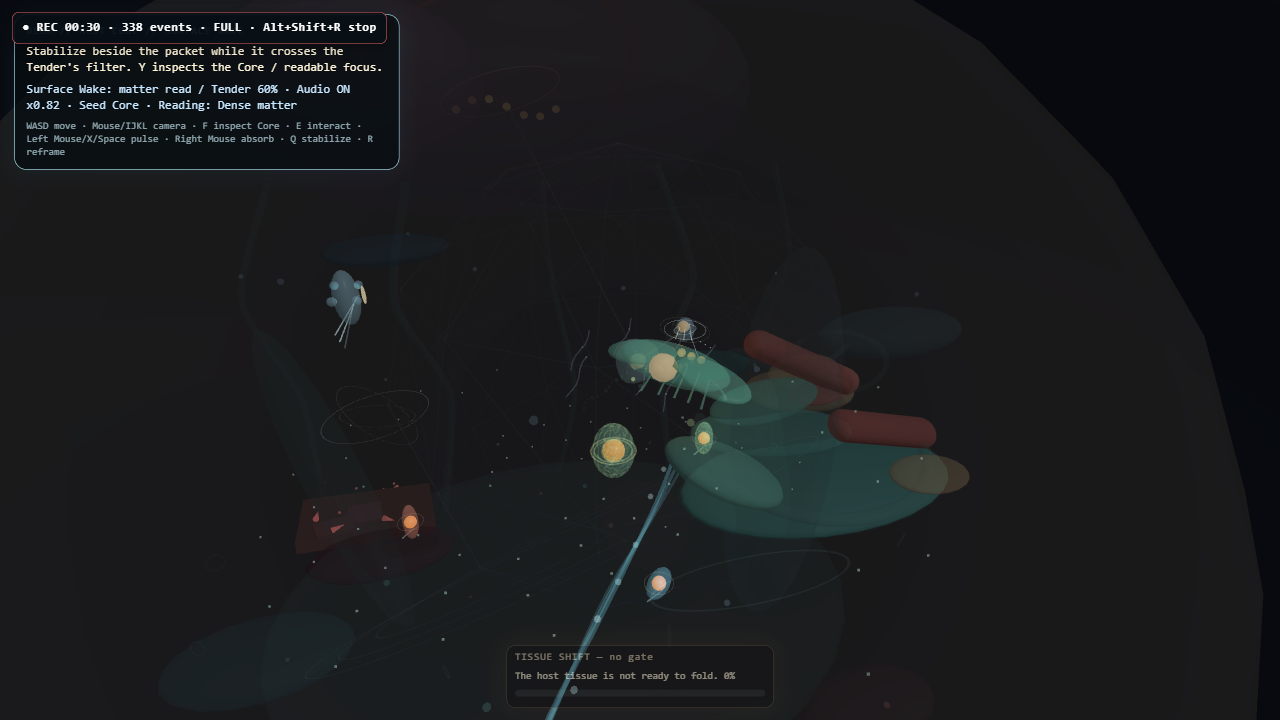 ● REC 00:30 · 338 events · FULL · Alt+Shift+R stop
Stabilize beside the packet while it crosses the
Tender's filter. Y inspects the Core / readable focus.
Surface Wake: matter read / Tender 60% · Audio ON
x0.82 · Seed Core · Reading: Dense matter
WASD move · Mouse/IJKL camera · F inspect Core · E interact ·
Left Mouse/X/Space pulse · Right Mouse absorb · Q stabilize · R
reframe
TISSUE SHIFT — no gate
The host tissue is not ready to fold. 0%